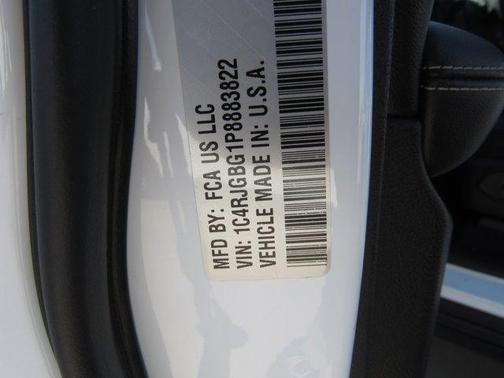 MFD BY: FCA US LLC
VIN: 1C4RJGBG1P8883822
VEHICLE MADE IN: U.S.A.